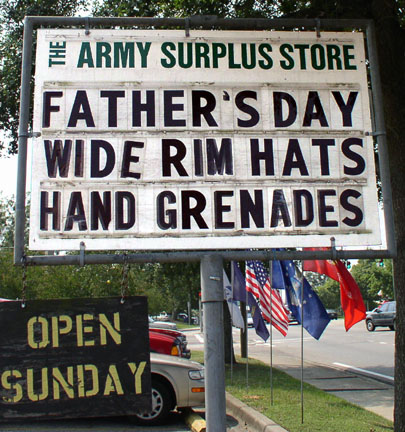 THE ARMY SURPLUS STORE
FATHER'S DAY
WIDE RIM HATS
HAND GRENADES
OPEN
SUNDAY